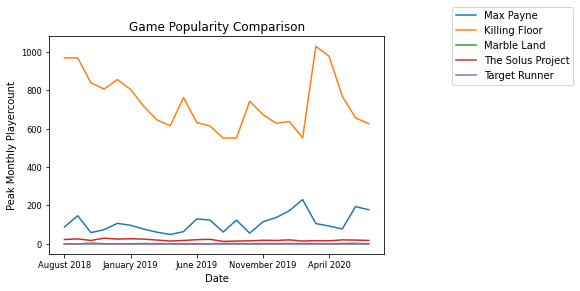 Game Popularity Comparison
Max Payne
Killing Floor
Marble Land
The Solus Project
Target Runner
Peak Monthly Playercount
1000
800
600
400
200
0
August 2018
January 2019
June 2019
November 2019
April 2020
Date